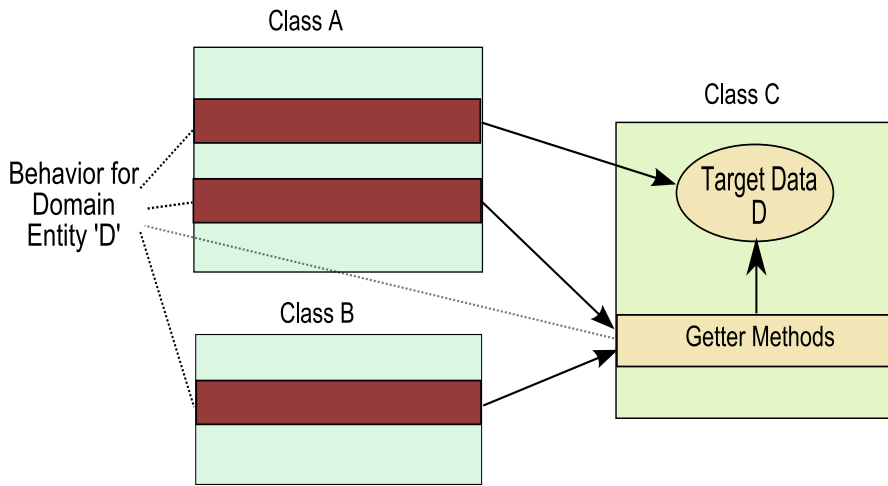 Class A
Class C
Behavior for
Domain
Entity 'D'
Target Data
D
Class B
Getter Methods